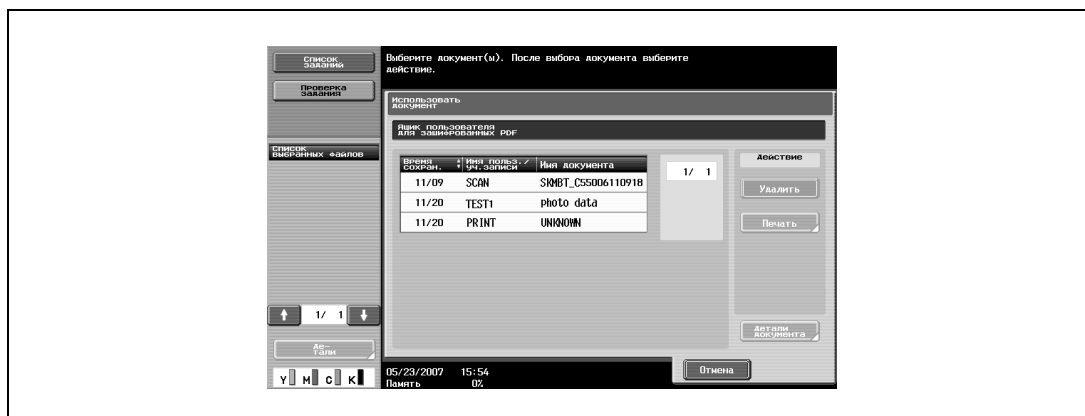 Список
заданий
Проверка
задания
Список
выбранных файлов
1/ 1
Де-
тали
Y M C K
Выберите документ(ы). После выбора документа выберите
действие.
Использовать
документ
Ящик пользователя
для зашифрованных PDF
Время
сохран.
Имя польз./
уч.записи
Имя документа
11/09 SCAN SKMBT_C55006110918
11/20 TEST1 photo data
11/20 PRINT UNKNOWN
1/ 1
Действие
Удалить
Печать
Детали
документа
Отмена
05/23/2007 15:54
Память 0%